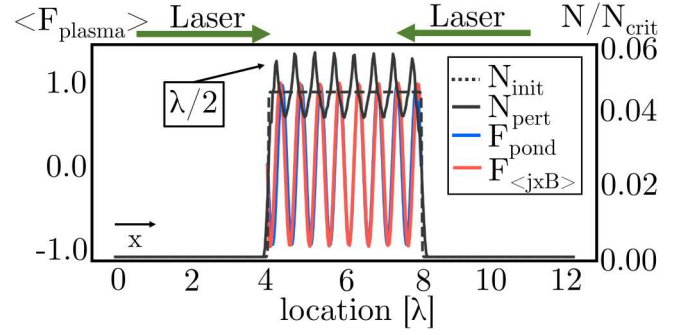 <F_plasma> Laser Laser N/N_crit
1.0
0.0
-1.0
0.06
0.04
0.02
0.00
λ/2
N_init
N_pert
F_pond
F_<jxB>
x
0 2 4 6 8 10 12
location [λ]